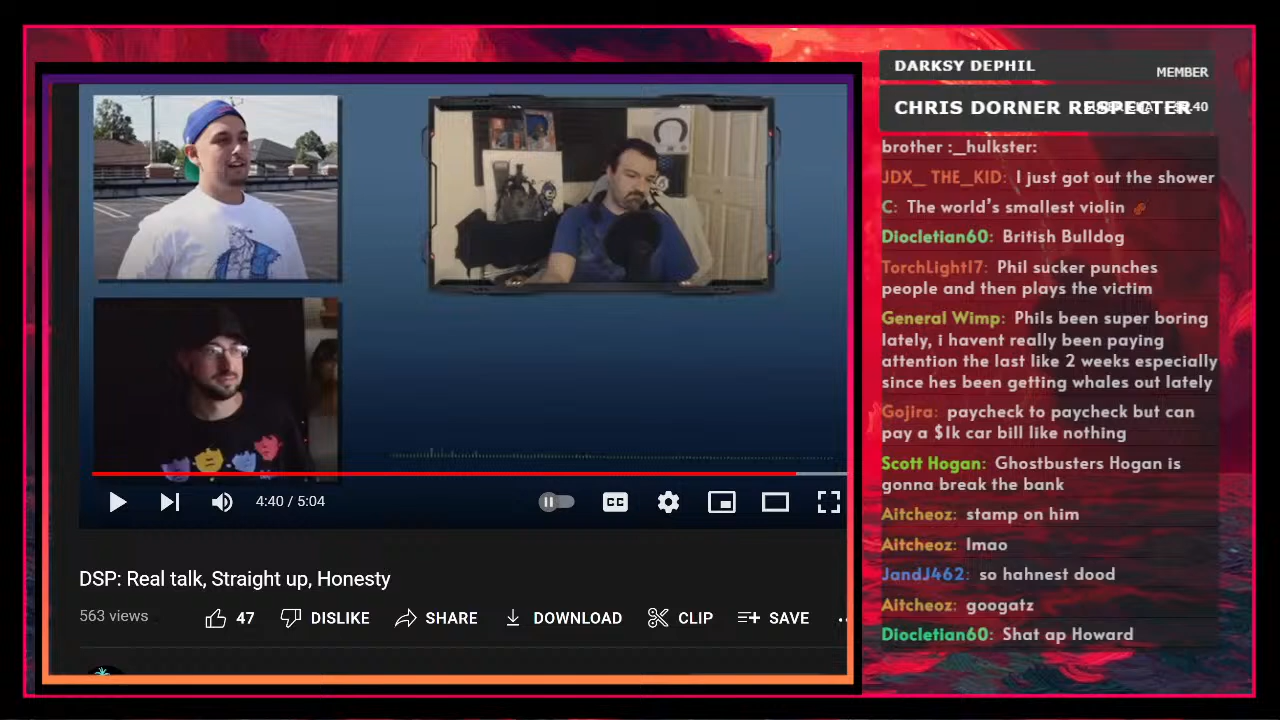 DARKSY DEPHIL
MEMBER
CHRIS DORNER RESPECTER
brother :_hulkster:
JDX_ THE_KID: I just got out the shower
C: The world's smallest violin 🎻
Diocletian60: British Bulldog
TorchLight17: Phil sucker punches
people and then plays the victim
General Wimp: Phils been super boring
lately, i havent really been paying
attention the last like 2 weeks especially
since hes been getting whales out lately
Gojira: paycheck to paycheck but can
pay a $1k car bill like nothing
Scott Hogan: Ghostbusters Hogan is
gonna break the bank
Aitcheoz: stamp on him
Aitcheoz: lmao
JandJ462: so hahnest dood
Aitcheoz: googatz
Diocletian60: Shat ap Howard
4:40 / 5:04
CC
DSP: Real talk, Straight up, Honesty
563 views
47
DISLIKE
SHARE
DOWNLOAD
CLIP
SAVE